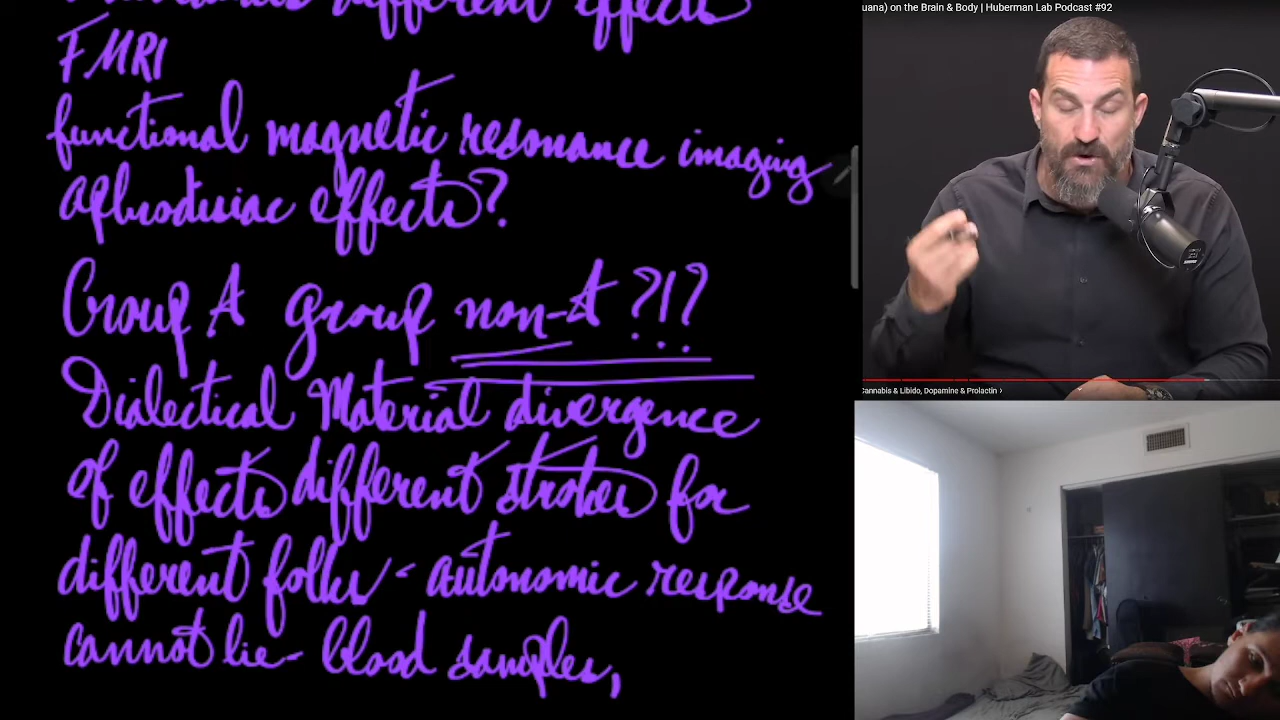 different effects
FMRI
functional magnetic resonance imaging
aphrodisiac effects?
Group A group non-A ?!?
Dialectical Material divergence
of effects different strokes for
different folks - autonomic response
cannot lie - blood samples,
uana) on the Brain & Body | Huberman Lab Podcast #92
Cannabis & Libido, Dopamine & Prolactin ›